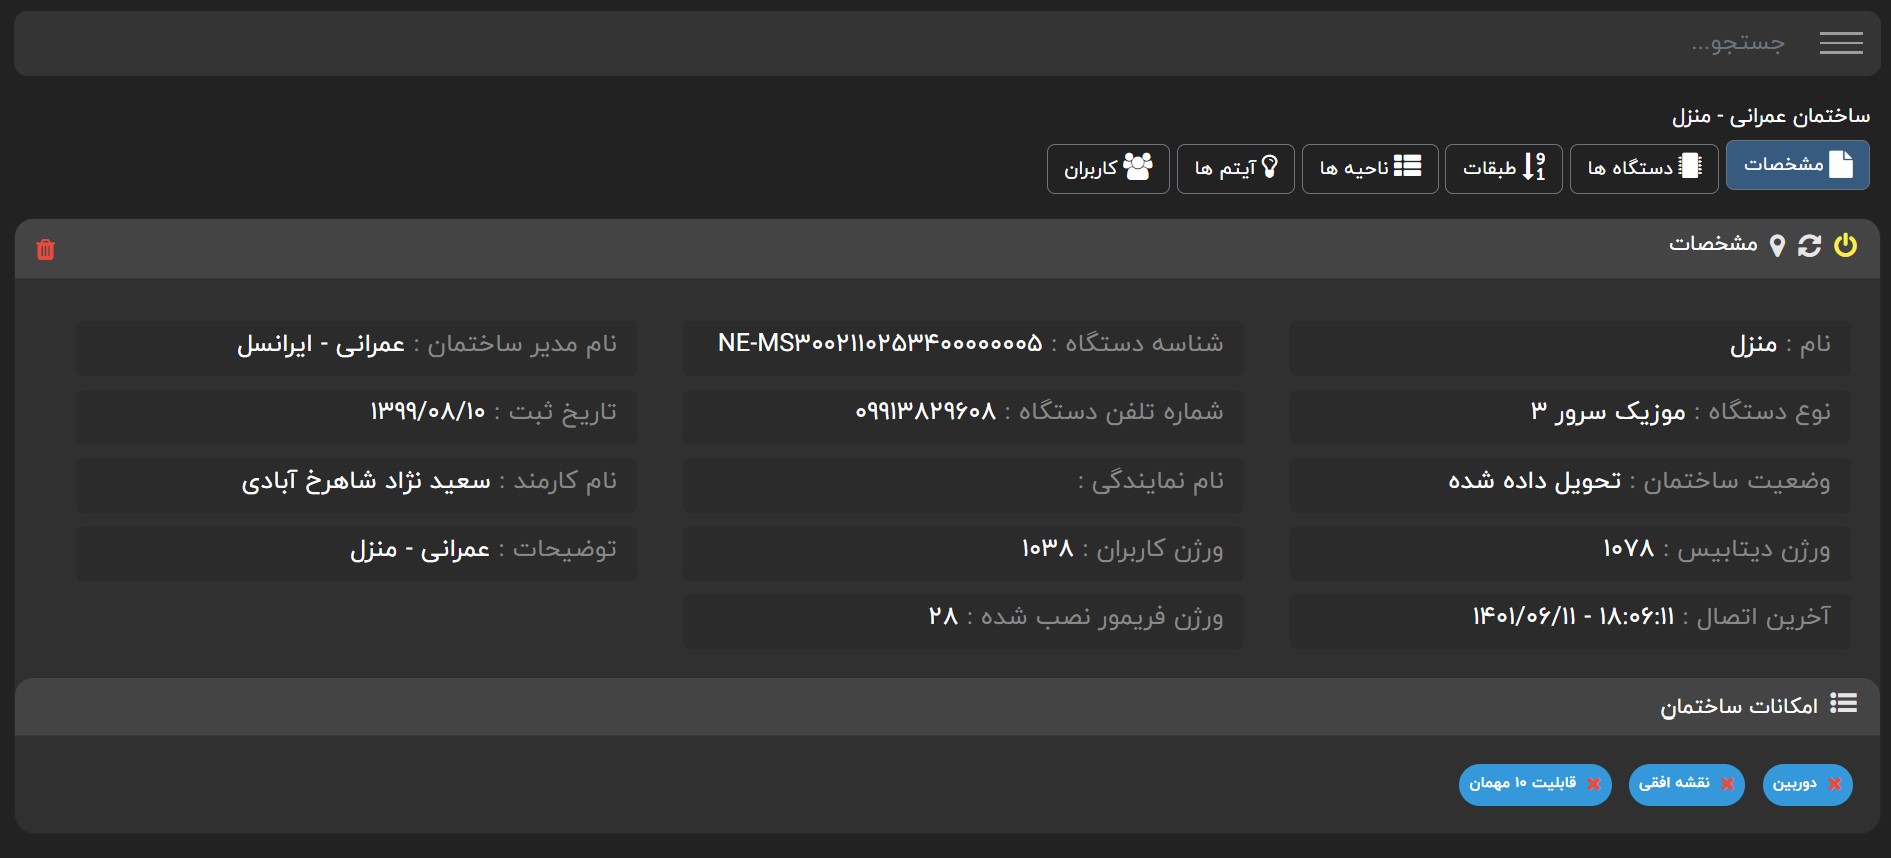 جستجو...
ساختمان عمرانی - منزل
مشخصات دستگاه ها طبقات ناحیه ها آیتم ها کاربران
مشخصات
نام : منزل
شناسه دستگاه : NE-MS۳۰۰۲۱۱۰۲۵۳۴۰۰۰۰۰۰۰۵
نام مدیر ساختمان : عمرانی - ایرانسل
نوع دستگاه : موزیک سرور ۳
شماره تلفن دستگاه : ۰۹۹۱۳۸۲۹۶۰۸
تاریخ ثبت : ۱۳۹۹/۰۸/۱۰
وضعیت ساختمان : تحویل داده شده
نام نمایندگی :
نام کارمند : سعید نژاد شاهرخ آبادی
ورژن دیتابیس : ۱۰۷۸
ورژن کاربران : ۱۰۳۸
توضیحات : عمرانی - منزل
آخرین اتصال : ۱۸:۰۶:۱۱ - ۱۴۰۱/۰۶/۱۱
ورژن فریمور نصب شده : ۲۸
امکانات ساختمان
دوربین نقشه افقی قابلیت ۱۰ مهمان